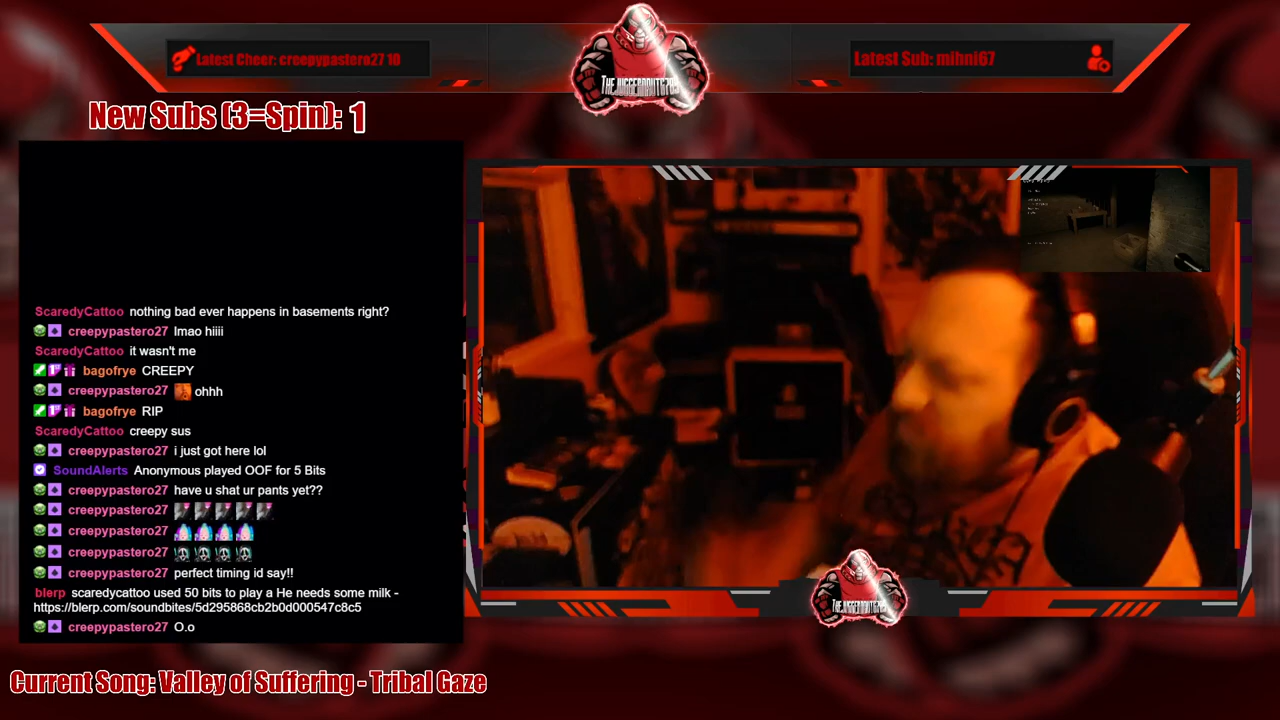 Latest Cheer: creepypastero27 10
Latest Sub: mihni67
THEJUGGERNAUT6789
New Subs (3=Spin): 1
ScaredyCattoo nothing bad ever happens in basements right?
creepypastero27 lmao hiiii
ScaredyCattoo it wasn't me
bagofrye CREEPY
creepypastero27 ohhh
bagofrye RIP
ScaredyCattoo creepy sus
creepypastero27 i just got here lol
SoundAlerts Anonymous played OOF for 5 Bits
creepypastero27 have u shat ur pants yet??
creepypastero27
creepypastero27
creepypastero27
creepypastero27 perfect timing id say!!
blerp scaredycattoo used 50 bits to play a He needs some milk -
https://blerp.com/soundbites/5d295868cb2b0d000547c8c5
creepypastero27 O.o
Current Song: Valley of Suffering - Tribal Gaze